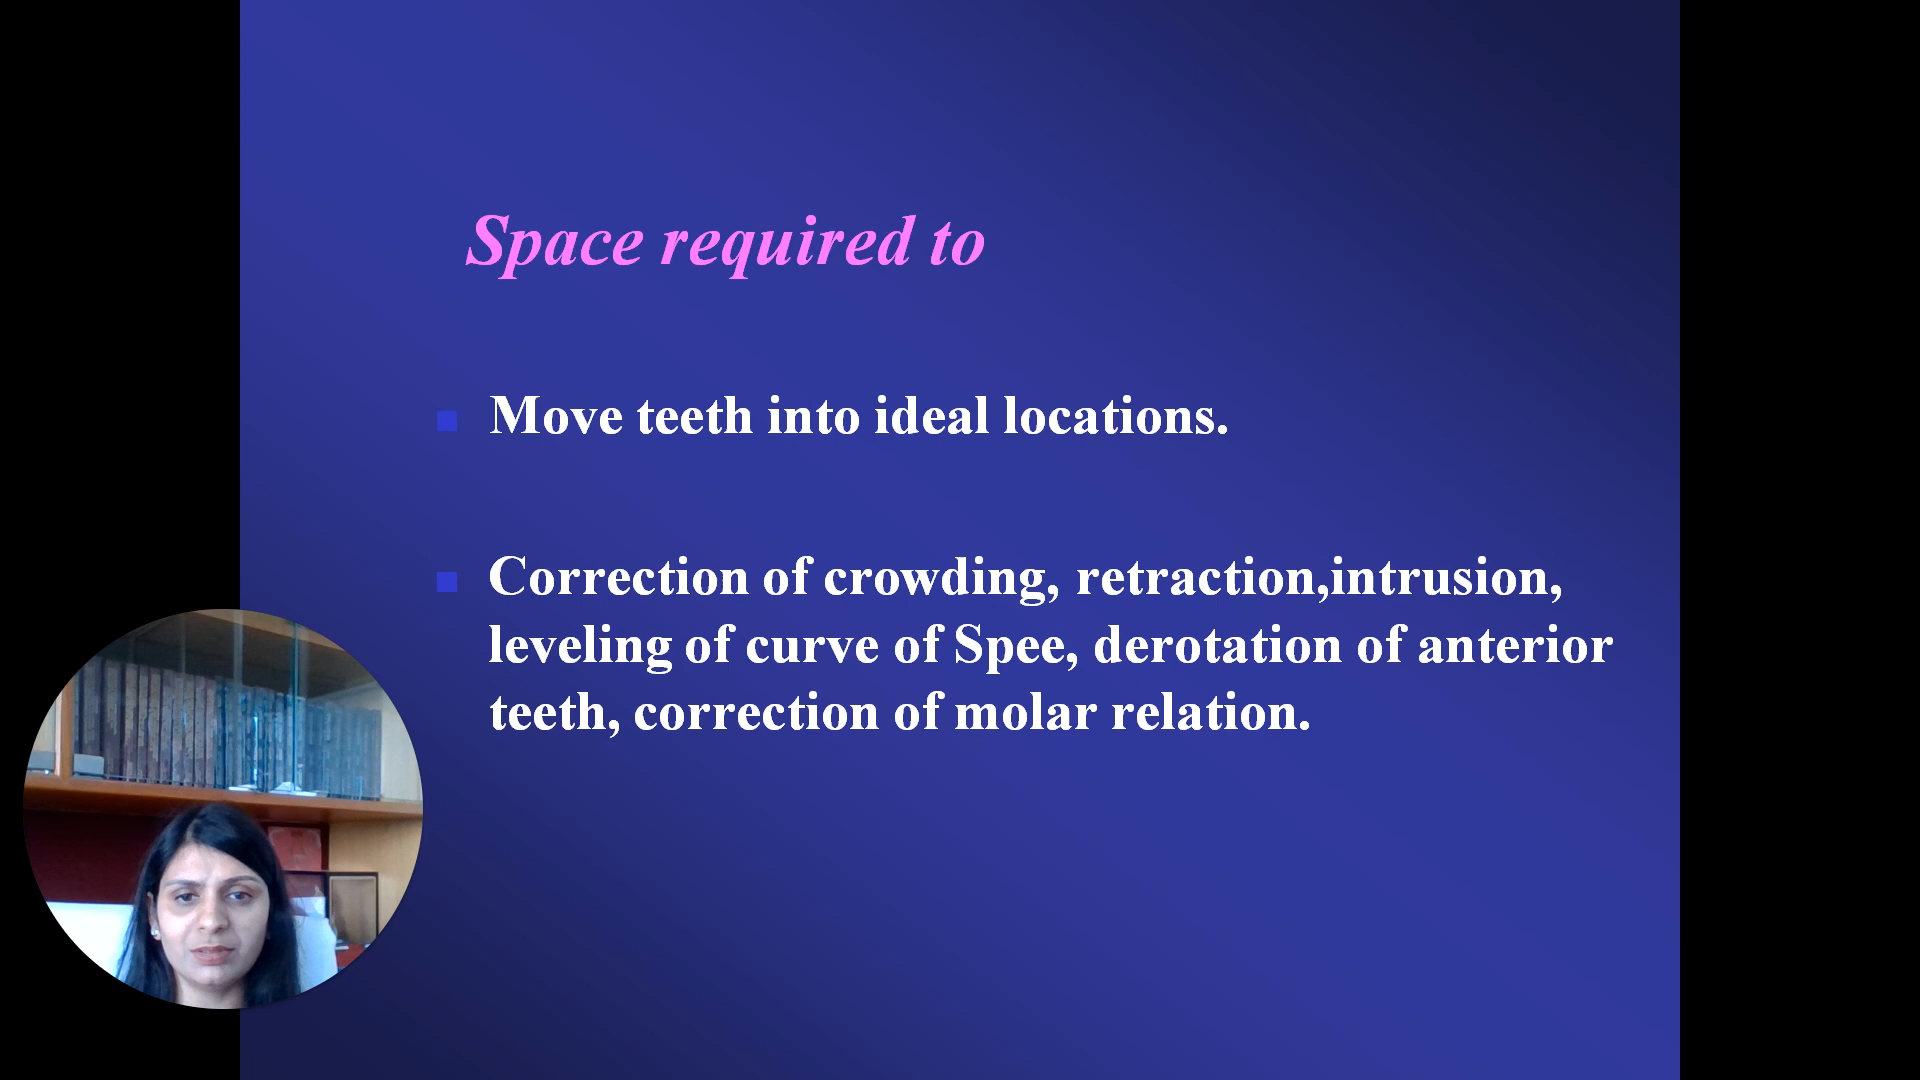 Space required to
Move teeth into ideal locations.
Correction of crowding, retraction,intrusion,
leveling of curve of Spee, derotation of anterior
teeth, correction of molar relation.